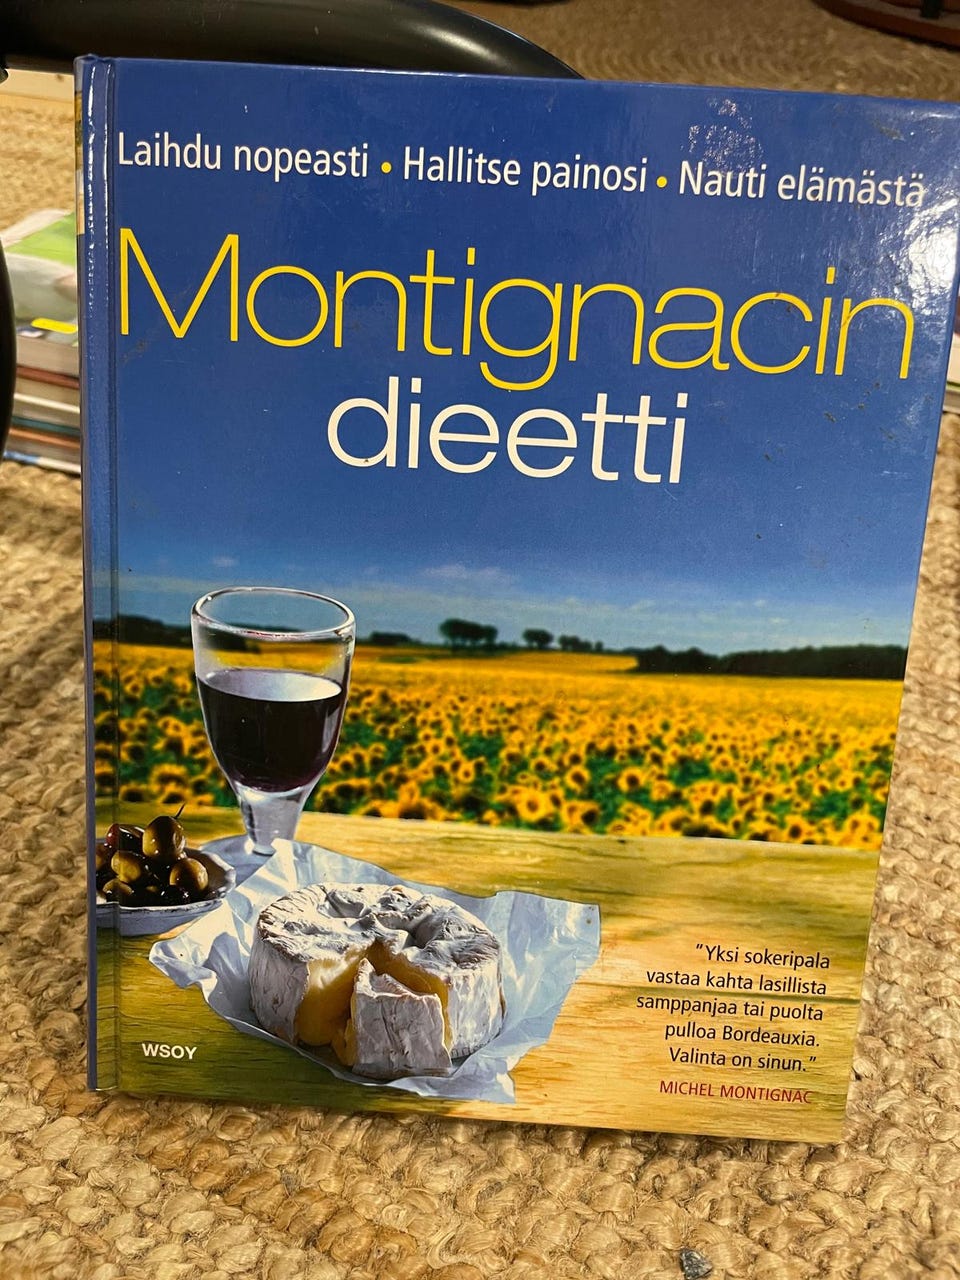 Laihdu nopeasti • Hallitse painosi • Nauti elämästä
Montignacin
dieetti
"Yksi sokeripala
vastaa kahta lasillista
samppanjaa tai puolta
pulloa Bordeauxia.
Valinta on sinun."
MICHEL MONTIGNAC
WSOY